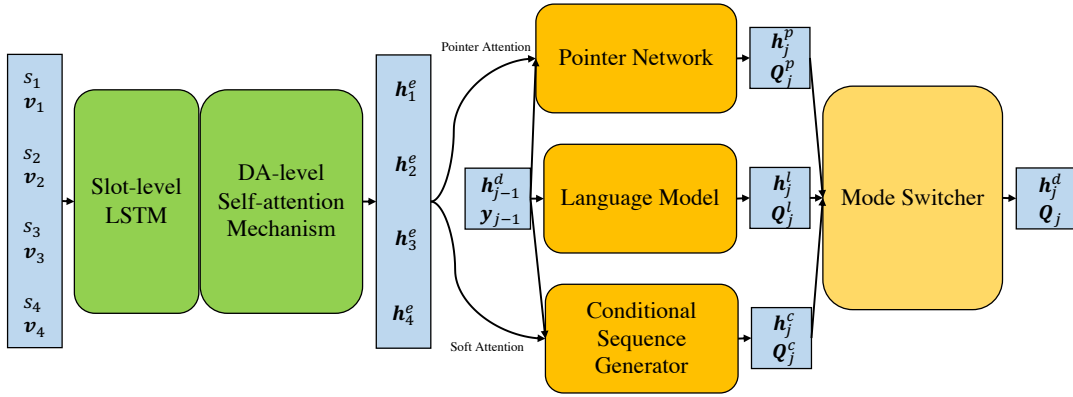 s₁
v₁
s₂
v₂
s₃
v₃
s₄
v₄
Slot-level
LSTM
DA-level
Self-attention
Mechanism
h₁ᵉ
h₂ᵉ
h₃ᵉ
h₄ᵉ
Pointer Attention
Soft Attention
hⱼ₋₁ᵈ
yⱼ₋₁
Pointer Network
Language Model
Conditional
Sequence
Generator
hⱼᵖ
Qⱼᵖ
hⱼˡ
Qⱼˡ
hⱼᶜ
Qⱼᶜ
Mode Switcher
hⱼᵈ
Qⱼ